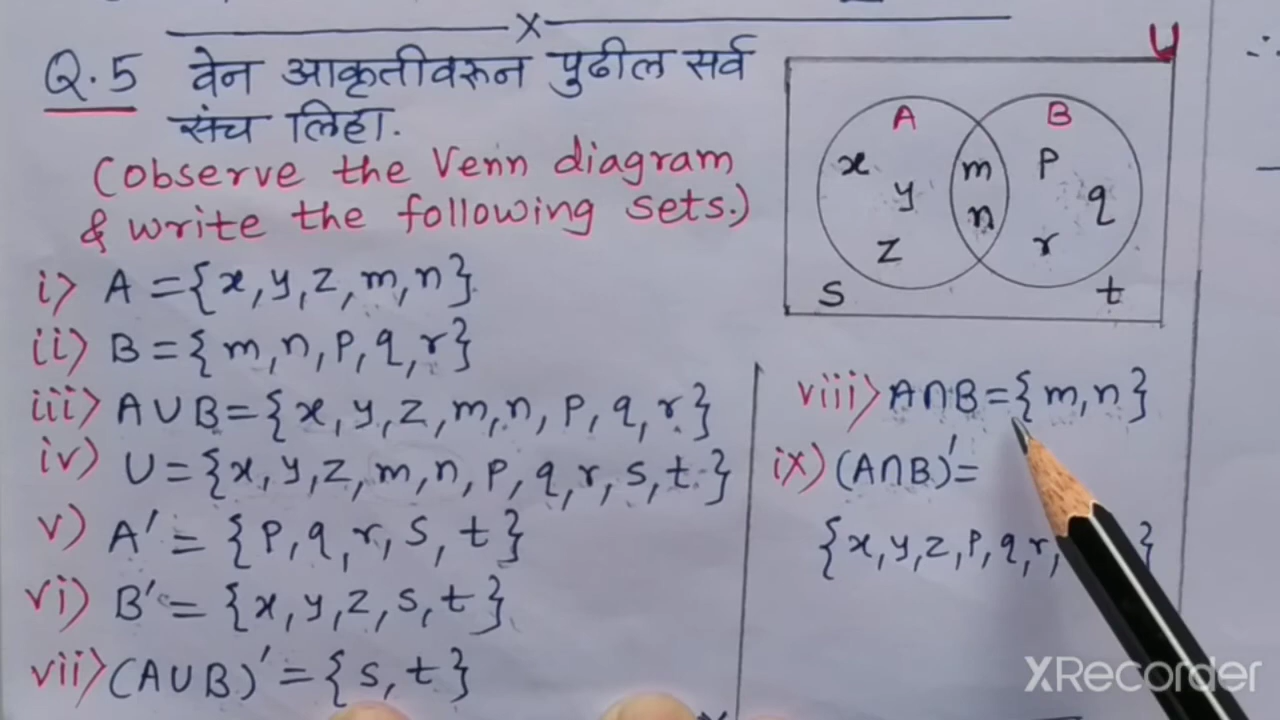 Q.5 वेन आकृतीवरून पुढील सर्व
संच लिहा.
(observe the Venn diagram
& write the following sets.)
i) A = {x, y, z, m, n}
ii) B = {m, n, p, q, r}
iii) A∪B = {x, y, z, m, n, p, q, r}
iv) U = {x, y, z, m, n, p, q, r, s, t}
v) A' = {p, q, r, s, t}
vi) B' = {x, y, z, s, t}
vii) (A∪B)' = {s, t}
U
A B
x m p
y n q
z r
s t
viii) A∩B = {m, n}
ix) (A∩B)' =
{x, y, z, p, q, r, }
XRecorder